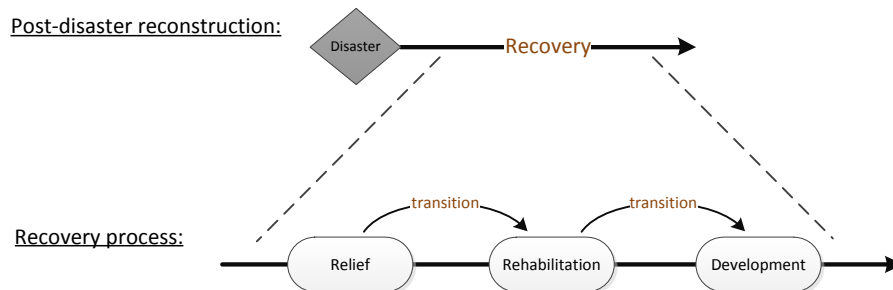 Post-disaster reconstruction:
Disaster
Recovery
transition
transition
Recovery process:
Relief
Rehabilitation
Development